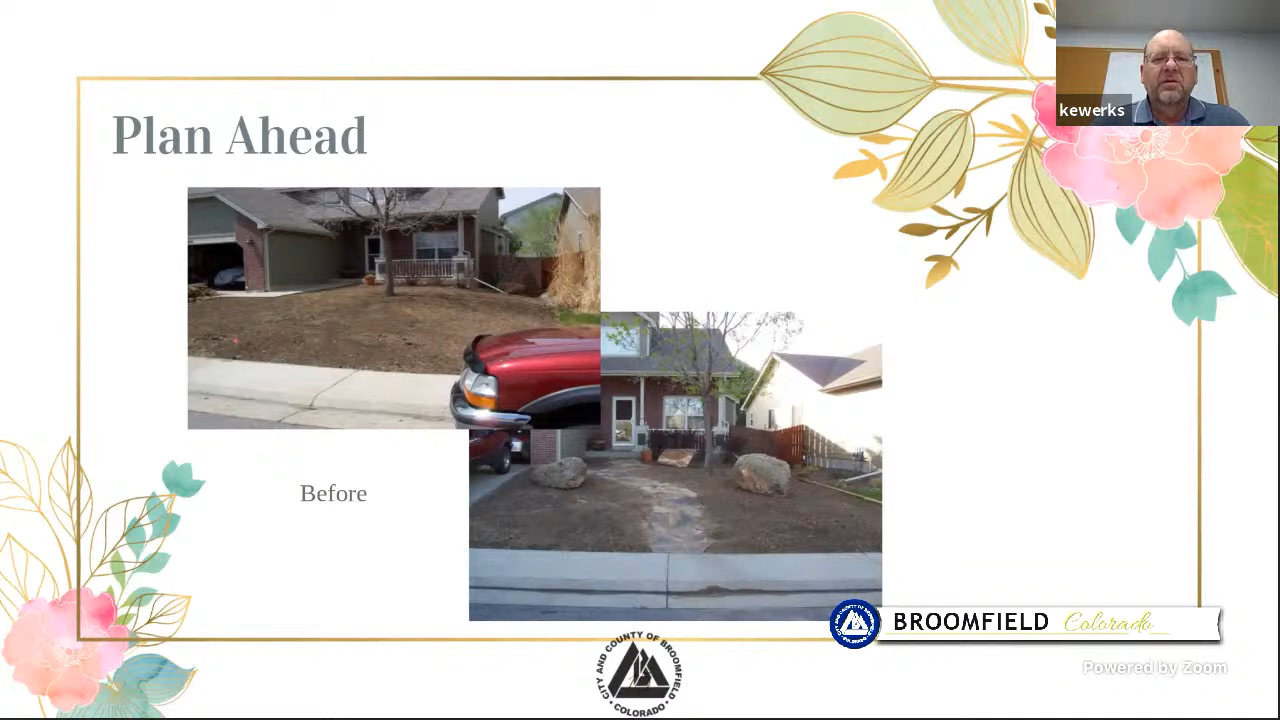 kewerks
Plan Ahead
Before
BROOMFIELD Colorado
Powered by Zoom
CITY AND COUNTY OF BROOMFIELD
COLORADO